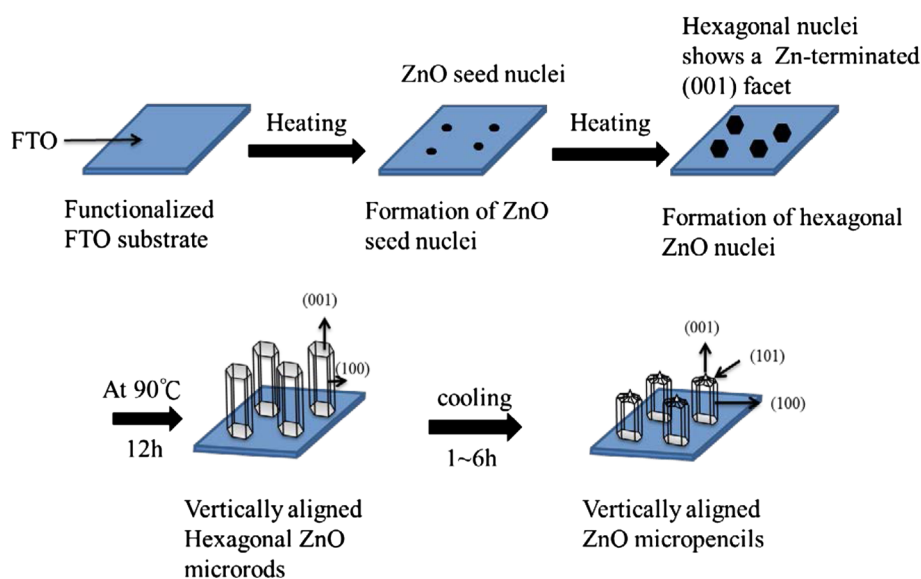 FTO
Functionalized
FTO substrate
Heating
ZnO seed nuclei
Formation of ZnO
seed nuclei
Heating
Hexagonal nuclei
shows a Zn-terminated
(001) facet
Formation of hexagonal
ZnO nuclei
At 90℃
12h
(001)
(100)
Vertically aligned
Hexagonal ZnO
microrods
cooling
1~6h
(001)
(101)
(100)
Vertically aligned
ZnO micropencils